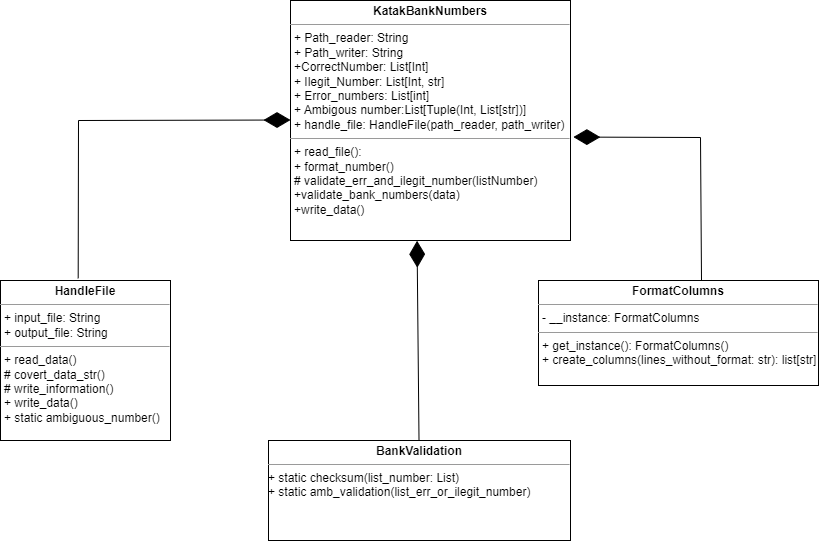 KatakBankNumbers
+ Path_reader: String
+ Path_writer: String
+CorrectNumber: List[Int]
+ Ilegit_Number: List[Int, str]
+ Error_numbers: List[int]
+ Ambigous number:List[Tuple(Int, List[str])]
+ handle_file: HandleFile(path_reader, path_writer)
+ read_file():
+ format_number()
# validate_err_and_ilegit_number(listNumber)
+validate_bank_numbers(data)
+write_data()
HandleFile
+ input_file: String
+ output_file: String
+ read_data()
# covert_data_str()
# write_information()
+ write_data()
+ static ambiguous_number()
FormatColumns
- __instance: FormatColumns
+ get_instance(): FormatColumns()
+ create_columns(lines_without_format: str): list[str]
BankValidation
+ static checksum(list_number: List)
+ static amb_validation(list_err_or_ilegit_number)